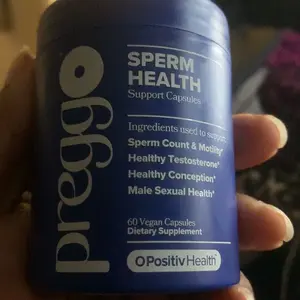 preggo
SPERM
HEALTH
Support Capsules
Ingredients used to support:
Sperm Count & Motility*
Healthy Testosterone*
Healthy Conception*
Male Sexual Health*
60 Vegan Capsules
Dietary Supplement
OPositivHealth™